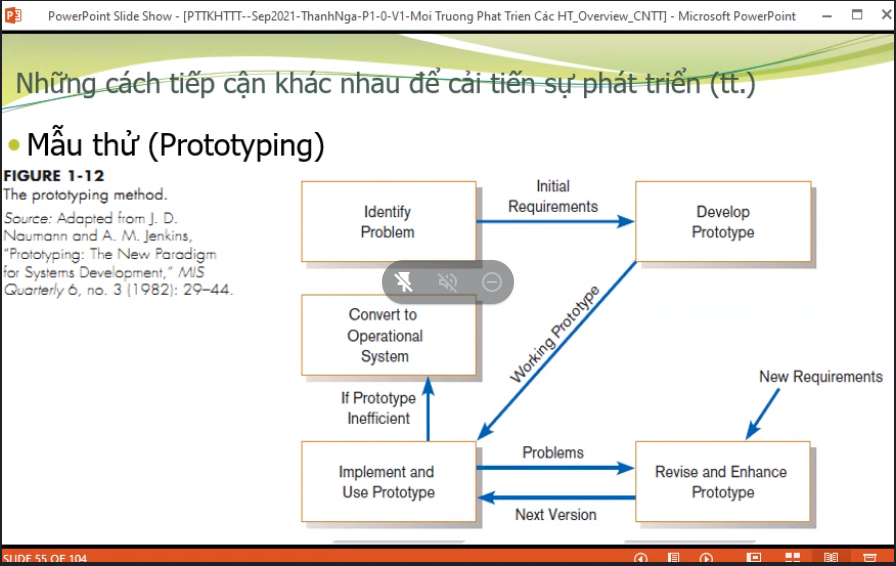 PowerPoint Slide Show - [PTTKHTTT--Sep2021-ThanhNga-P1-0-V1-Moi Truong Phat Trien Các HT_Overview_CNTT] - Microsoft PowerPoint
Những cách tiếp cận khác nhau để cải tiến sự phát triển (tt.)
Mẫu thử (Prototyping)
FIGURE 1-12
The prototyping method.
Source: Adapted from J. D.
Naumann and A. M. Jenkins,
"Prototyping: The New Paradigm
for Systems Development," MIS
Quarterly 6, no. 3 (1982): 29–44.
Identify
Problem
Initial
Requirements
Develop
Prototype
Convert to
Operational
System
Working Prototype
New Requirements
If Prototype
Inefficient
Implement and
Use Prototype
Problems
Next Version
Revise and Enhance
Prototype
SLIDE 55 OF 104